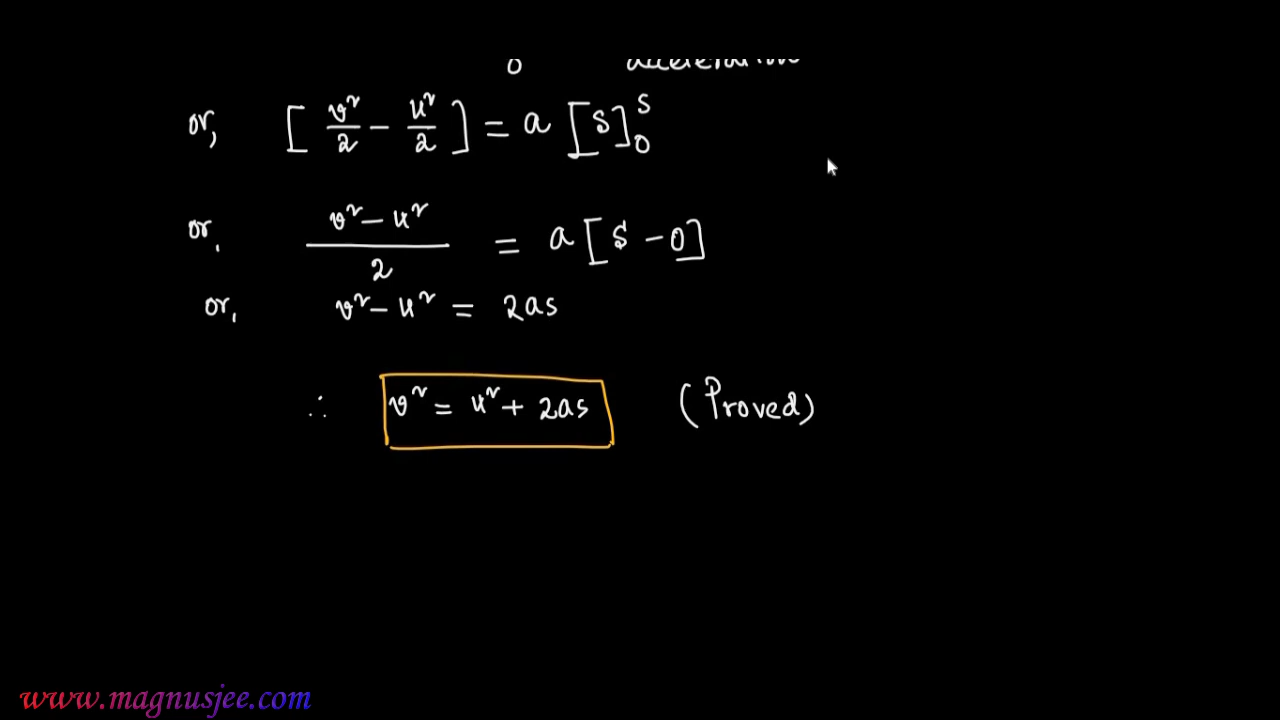 0
or, [ v²/2 − u²/2 ] = a [s]₀ˢ
or, (v² − u²)/2 = a [s − 0]
or, v² − u² = 2as
∴ v² = u² + 2as (Proved)
www.magnusjee.com